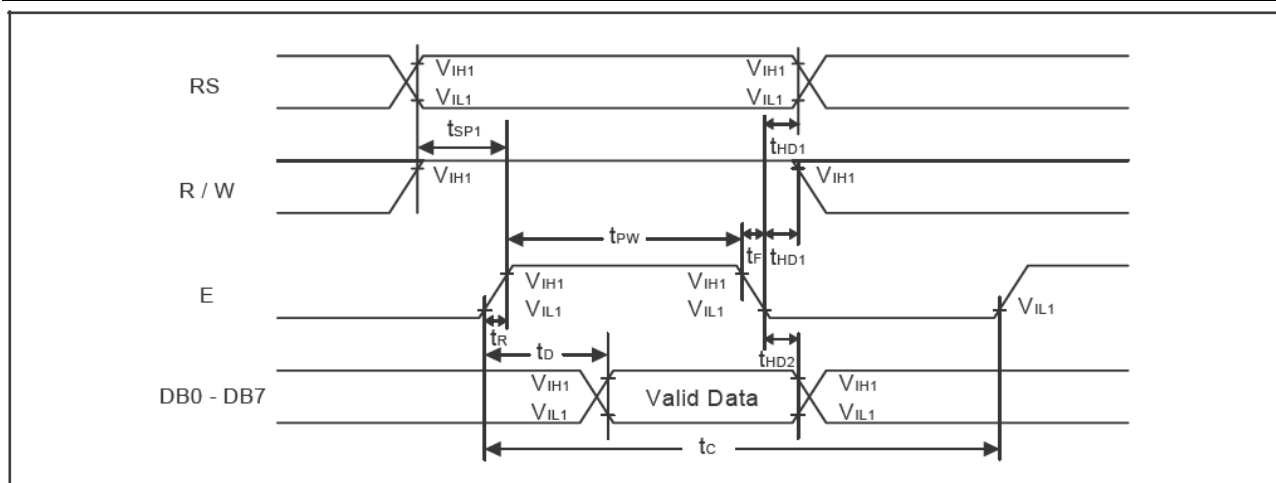 RS
VIH1
VIL1
VIH1
VIL1
tSP1
tHD1
R / W
VIH1
VIH1
tPW
tF
tHD1
E
VIH1
VIL1
VIH1
VIL1
VIL1
tR
tD
tHD2
DB0 - DB7
VIH1
VIL1
Valid Data
VIH1
VIL1
tC